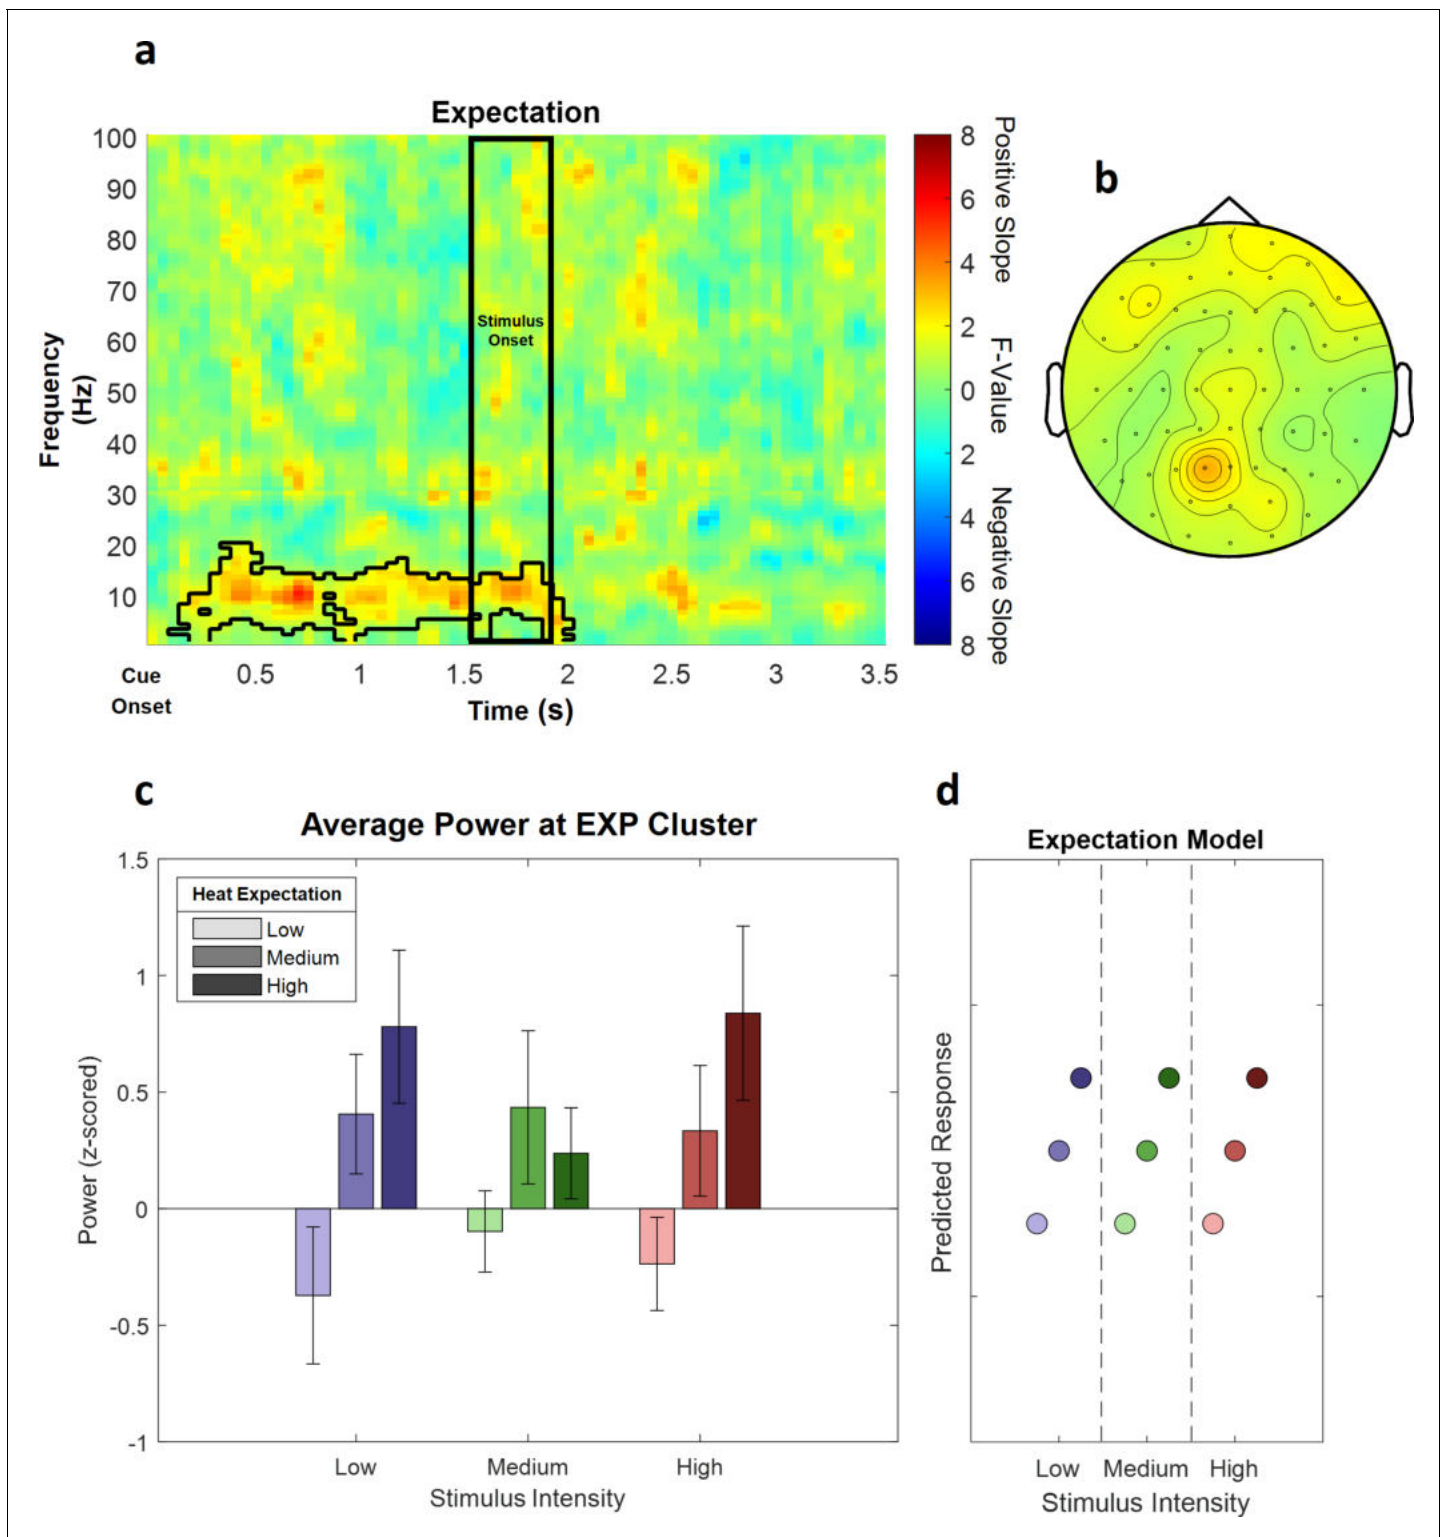 a
Expectation
100
90
80
70
60
50
40
30
20
10
Frequency
(Hz)
Stimulus
Onset
Cue
Onset
0.5
1
1.5
2
2.5
3
3.5
Time (s)
8
6
4
2
0
2
4
6
8
Positive Slope
F-Value
Negative Slope
b
c
Average Power at EXP Cluster
1.5
1
0.5
0
-0.5
-1
Power (z-scored)
Heat Expectation
Low
Medium
High
Low
Medium
High
Stimulus Intensity
d
Expectation Model
Predicted Response
Low
Medium
High
Stimulus Intensity